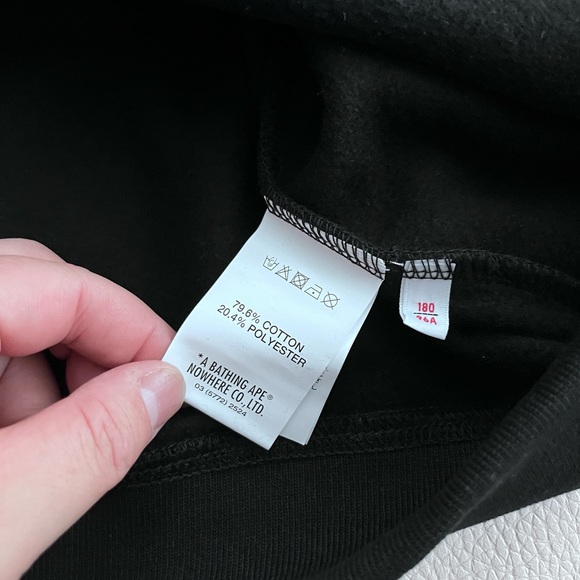 79.6% COTTON
20.4% POLYESTER
*A BATHING APE®
NOWHERE CO., LTD.
03 (5772) 2524
180